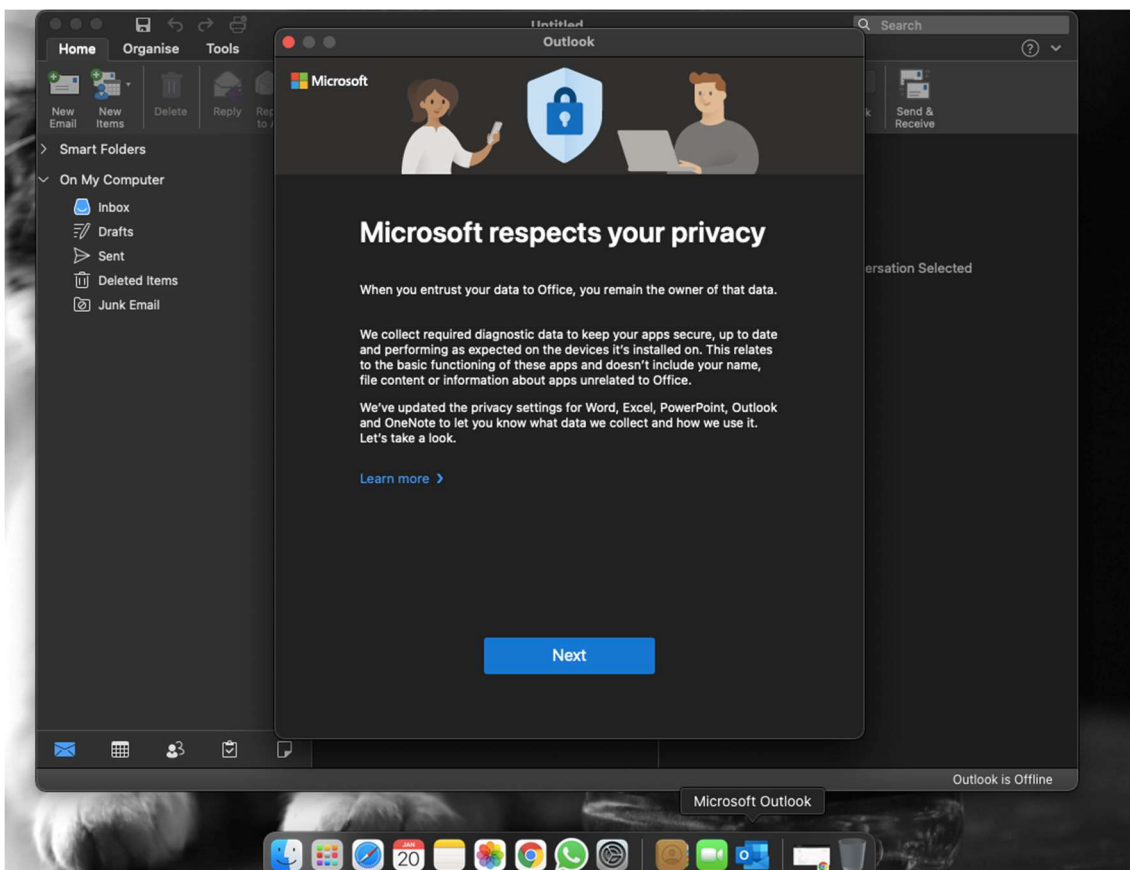 Untitled
Search
Home Organise Tools
Outlook
Microsoft
New Email
New Items
Delete
Reply
Send & Receive
Smart Folders
On My Computer
Inbox
Drafts
Sent
Deleted Items
Junk Email
Microsoft respects your privacy
When you entrust your data to Office, you remain the owner of that data.
We collect required diagnostic data to keep your apps secure, up to date
and performing as expected on the devices it's installed on. This relates
to the basic functioning of these apps and doesn't include your name,
file content or information about apps unrelated to Office.
We've updated the privacy settings for Word, Excel, PowerPoint, Outlook
and OneNote to let you know what data we collect and how we use it.
Let's take a look.
Learn more
ersation Selected
Next
Outlook is Offline
Microsoft Outlook
JAN
20